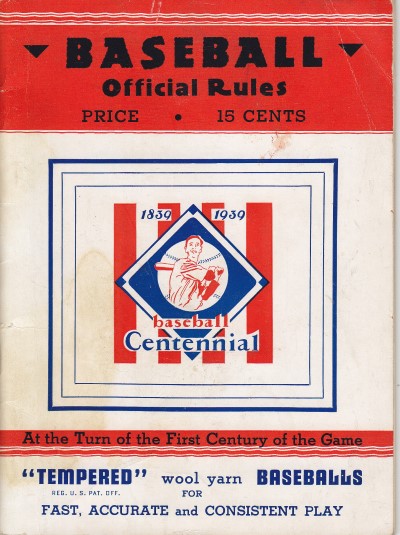 BASEBALL
Official Rules
PRICE • 15 CENTS
1839 1939
baseball
Centennial
At the Turn of the First Century of the Game
"TEMPERED" wool yarn BASEBALLS
REG. U. S. PAT. OFF.
FOR
FAST, ACCURATE and CONSISTENT PLAY